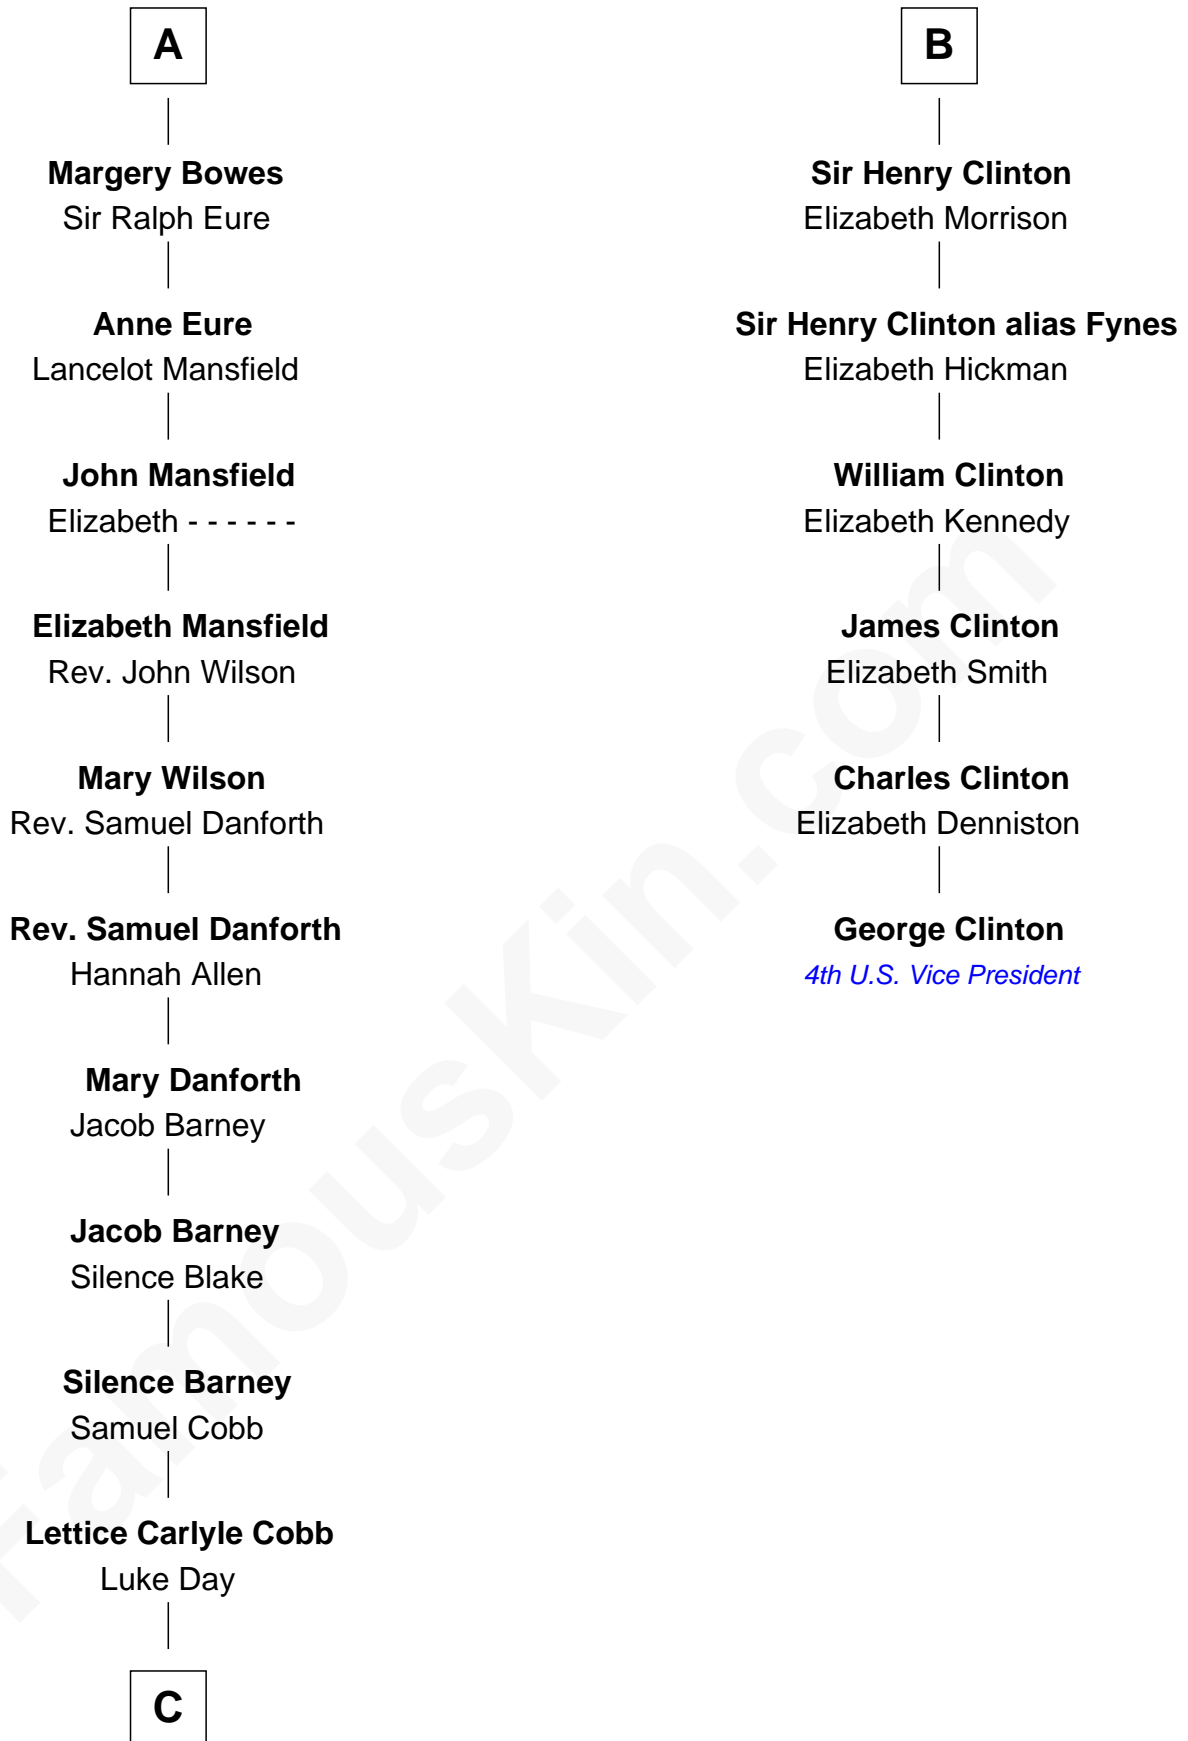 A
Margery Bowes
Sir Ralph Eure
Anne Eure
Lancelot Mansfield
John Mansfield
Elizabeth - - - - - -
Elizabeth Mansfield
Rev. John Wilson
Mary Wilson
Rev. Samuel Danforth
Rev. Samuel Danforth
Hannah Allen
Mary Danforth
Jacob Barney
Jacob Barney
Silence Blake
Silence Barney
Samuel Cobb
Lettice Carlyle Cobb
Luke Day
C
B
Sir Henry Clinton
Elizabeth Morrison
Sir Henry Clinton alias Fynes
Elizabeth Hickman
William Clinton
Elizabeth Kennedy
James Clinton
Elizabeth Smith
Charles Clinton
Elizabeth Denniston
George Clinton
4th U.S. Vice President
FamousKin.com